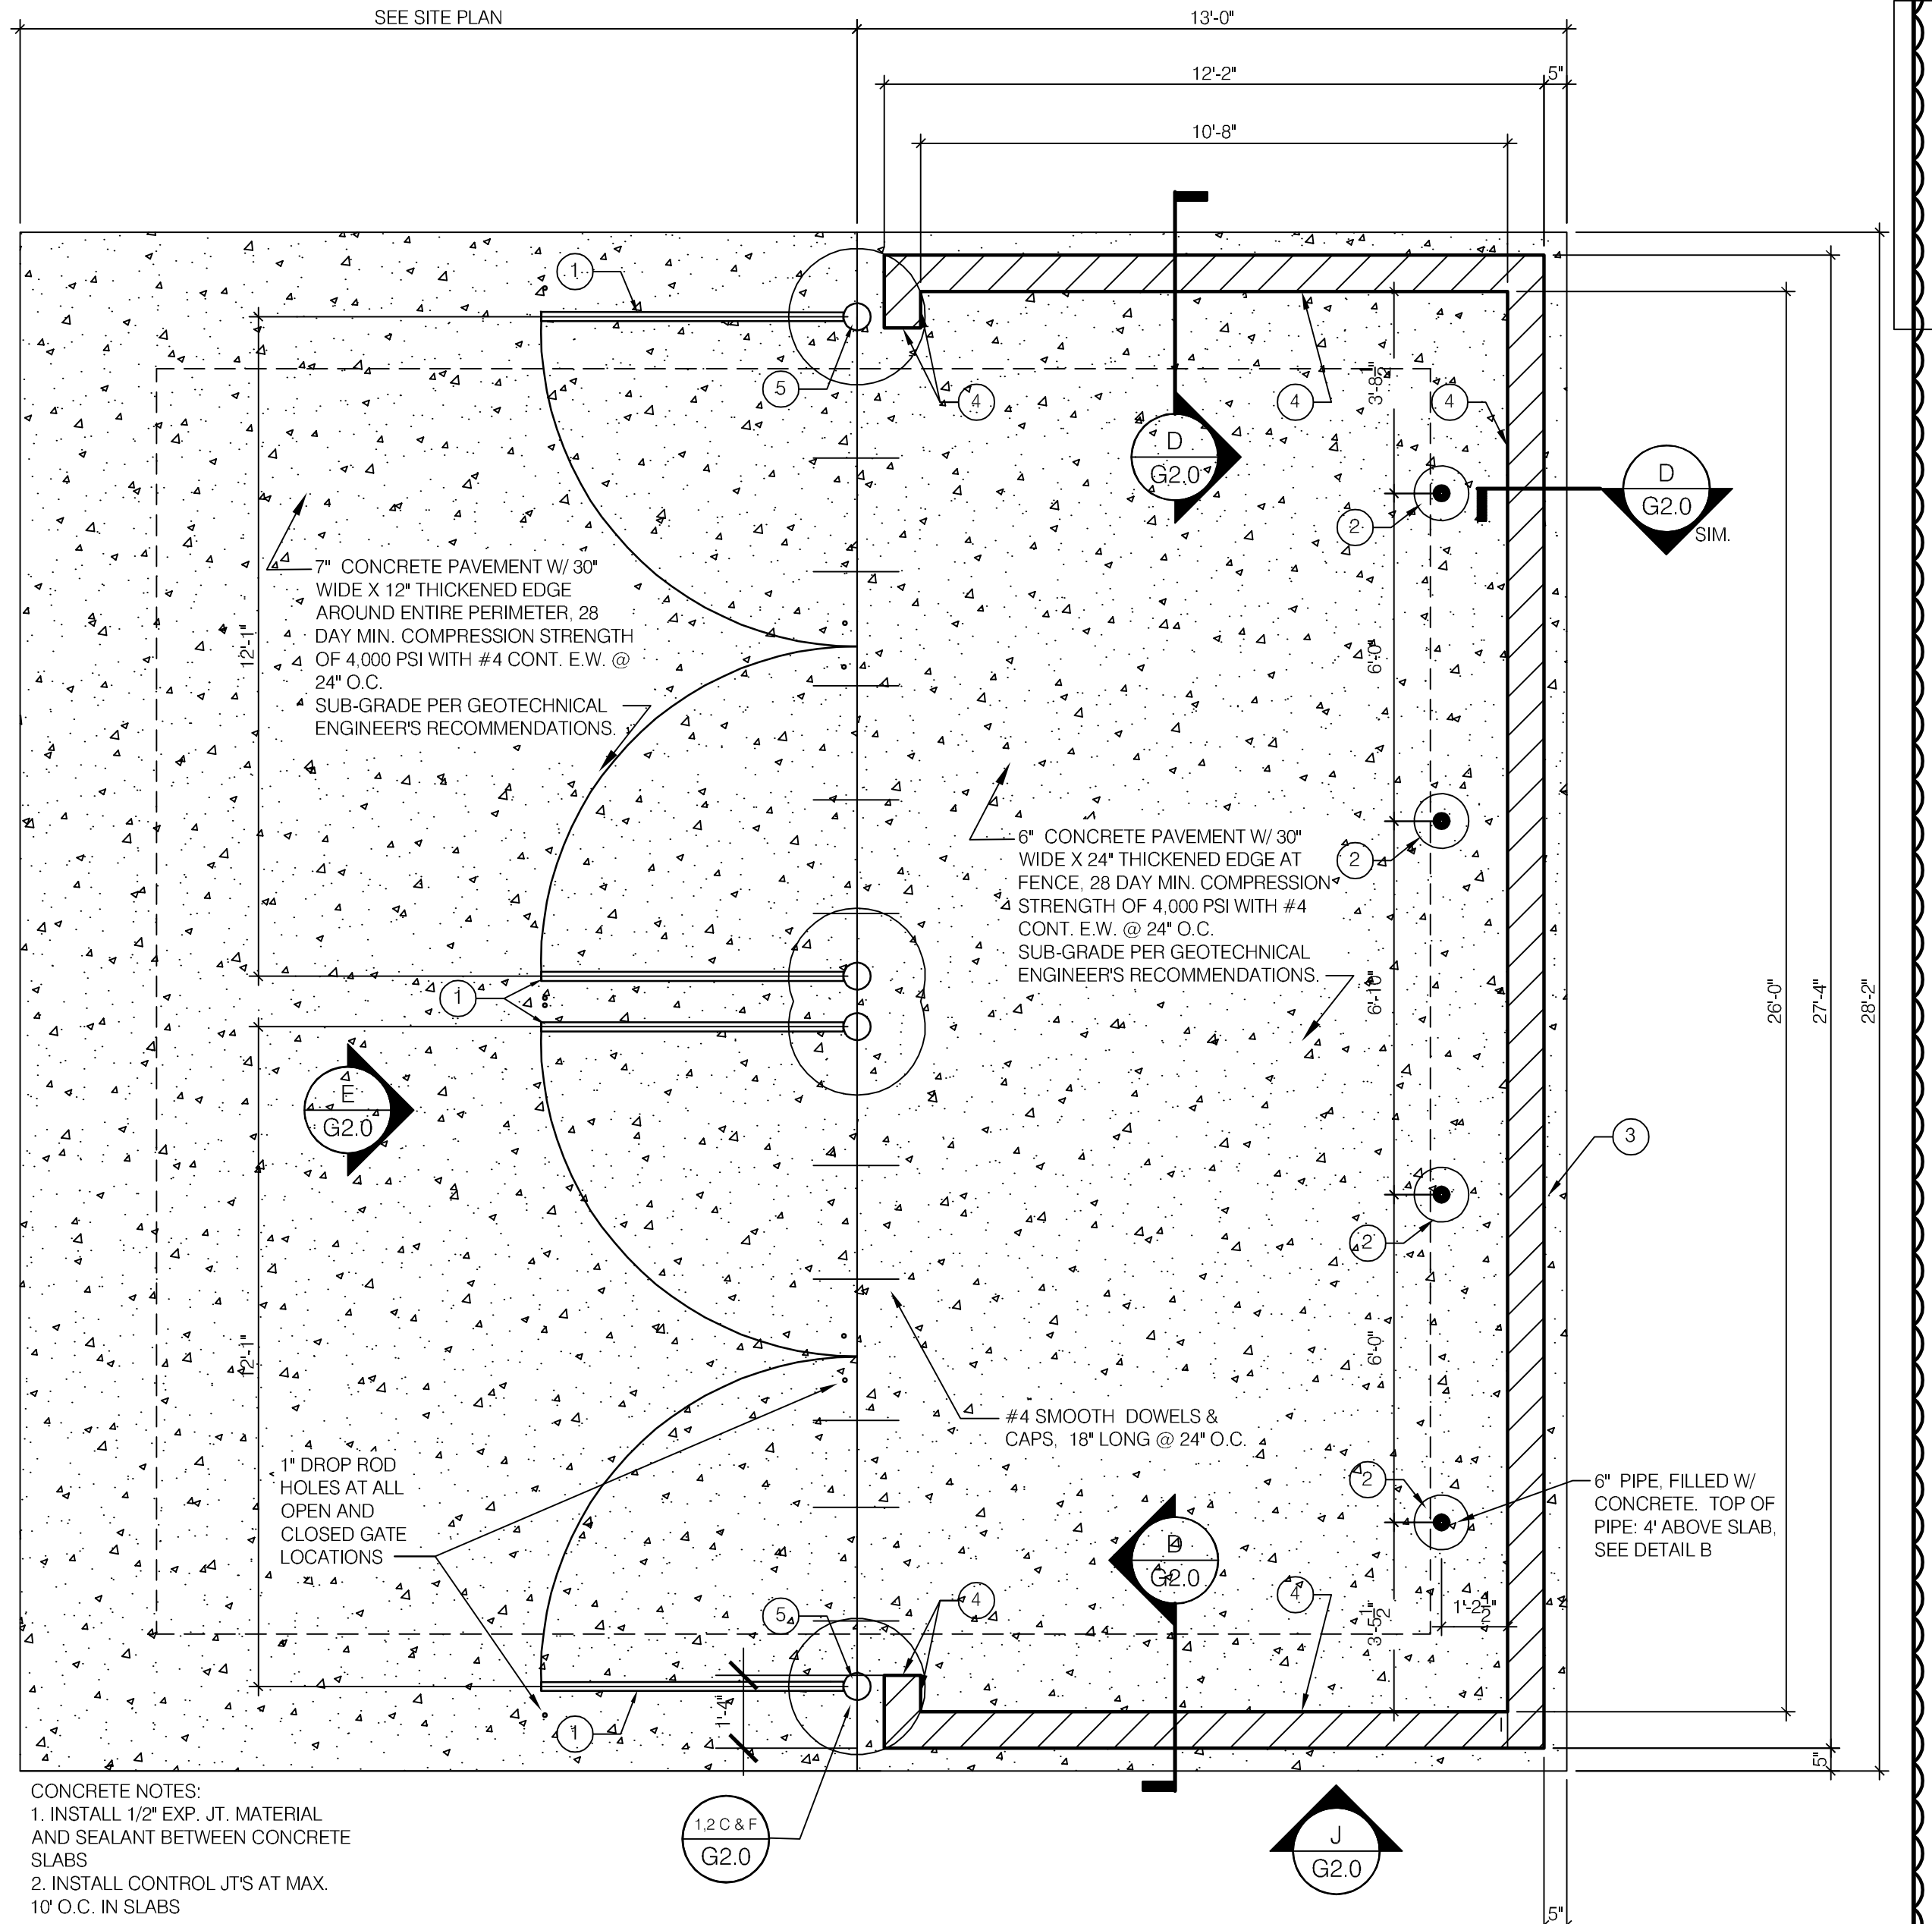 SEE SITE PLAN
13'-0"
12'-2"
5"
10'-8"
1
5
4
4
4
3'-8 1/2"
D
G2.0
D
G2.0
SIM.
2
7" CONCRETE PAVEMENT W/ 30"
WIDE X 12" THICKENED EDGE
AROUND ENTIRE PERIMETER, 28
DAY MIN. COMPRESSION STRENGTH
OF 4,000 PSI WITH #4 CONT. E.W. @
24" O.C.
SUB-GRADE PER GEOTECHNICAL
ENGINEER'S RECOMMENDATIONS.
12'-1"
6'-0"
6" CONCRETE PAVEMENT W/ 30"
WIDE X 24" THICKENED EDGE AT
FENCE, 28 DAY MIN. COMPRESSION
STRENGTH OF 4,000 PSI WITH #4
CONT. E.W. @ 24" O.C.
SUB-GRADE PER GEOTECHNICAL
ENGINEER'S RECOMMENDATIONS.
2
1
6'-10"
26'-0"
27'-4"
28'-2"
E
G2.0
3
2
12'-1"
6'-0"
#4 SMOOTH DOWELS &
CAPS, 18" LONG @ 24" O.C.
1" DROP ROD
HOLES AT ALL
OPEN AND
CLOSED GATE
LOCATIONS
2
6" PIPE, FILLED W/
CONCRETE. TOP OF
PIPE: 4' ABOVE SLAB,
SEE DETAIL B
D
G2.0
5
4
4
3'-5 1/2"
1'-2 1/2"
1'-4"
1
5"
CONCRETE NOTES:
1. INSTALL 1/2" EXP. JT. MATERIAL
AND SEALANT BETWEEN CONCRETE
SLABS
2. INSTALL CONTROL JT'S AT MAX.
10' O.C. IN SLABS
1,2 C & F
G2.0
J
G2.0
5"